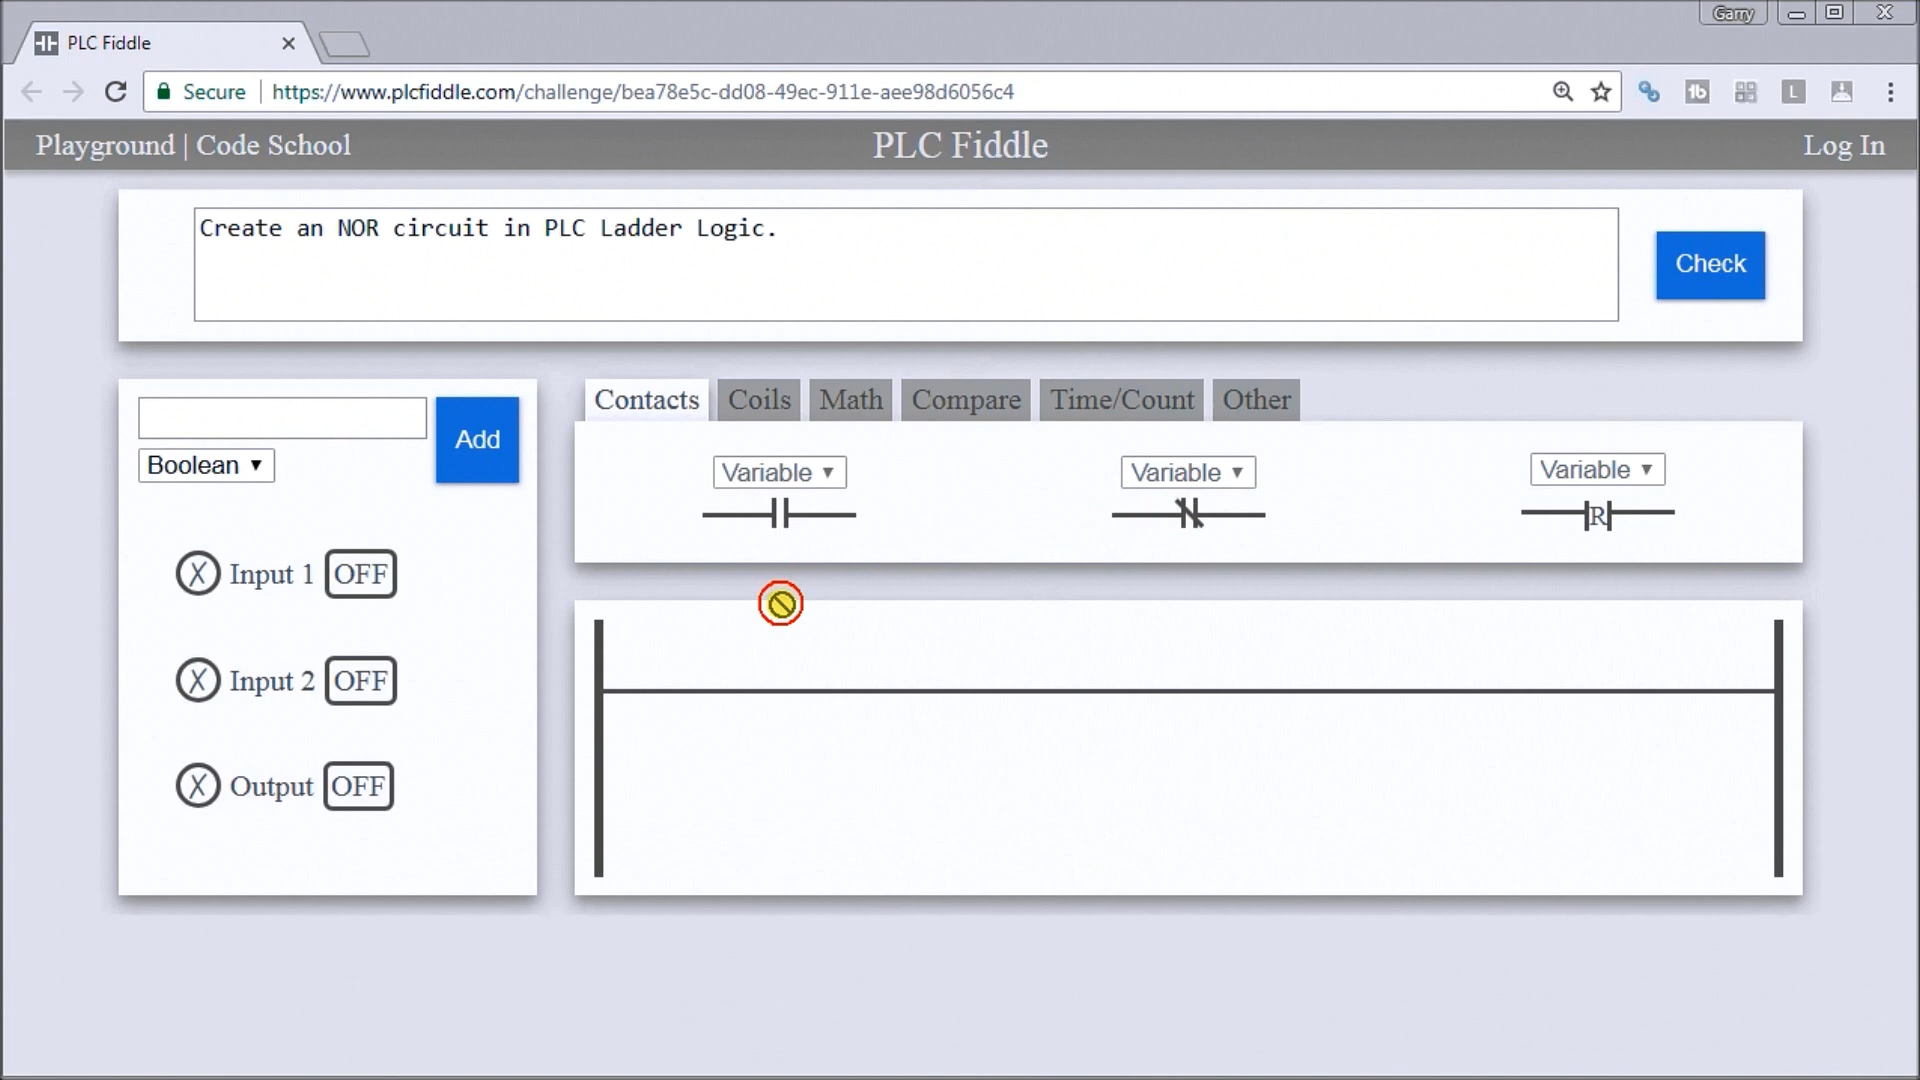 Garry
PLC Fiddle
Secure | https://www.plcfiddle.com/challenge/bea78e5c-dd08-49ec-911e-aee98d6056c4
tb
L
Playground | Code School
PLC Fiddle
Log In
Create an NOR circuit in PLC Ladder Logic.
Check
Add
Boolean
X Input 1 OFF
X Input 2 OFF
X Output OFF
Contacts Coils Math Compare Time/Count Other
Variable Variable Variable
R